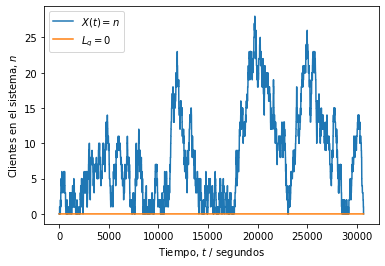 X(t) = n
L_q = 0
Clientes en el sistema, n
25
20
15
10
5
0
0 5000 10000 15000 20000 25000 30000
Tiempo, t / segundos